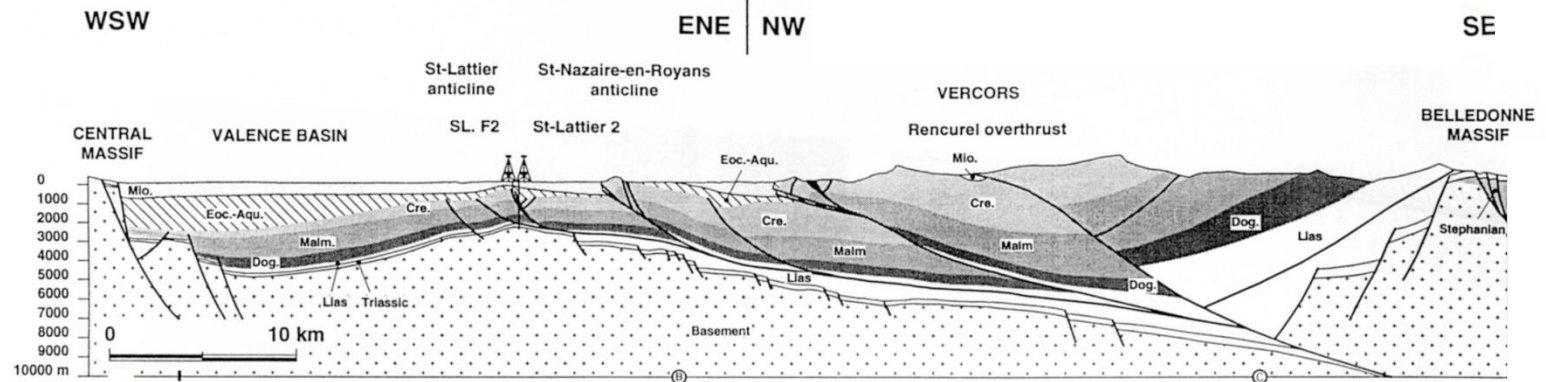 WSW
ENE
NW
SE
St-Lattier
anticline
St-Nazaire-en-Royans
anticline
VERCORS
BELLEDONNE
MASSIF
CENTRAL
MASSIF
VALENCE BASIN
SL. F2
St-Lattier 2
Rencurel overthrust
Eoc.-Aqu.
Mio.
Mio.
Eoc.-Aqu.
Cre.
Cre.
Cre.
Dog.
Stephanian
Malm.
Malm
Malm
Lias
Dog.
Lias
Dog.
Lias
Triassic
Basement
0
1000
2000
3000
4000
5000
6000
7000
8000
9000
10000 m
0
10 km
B
C